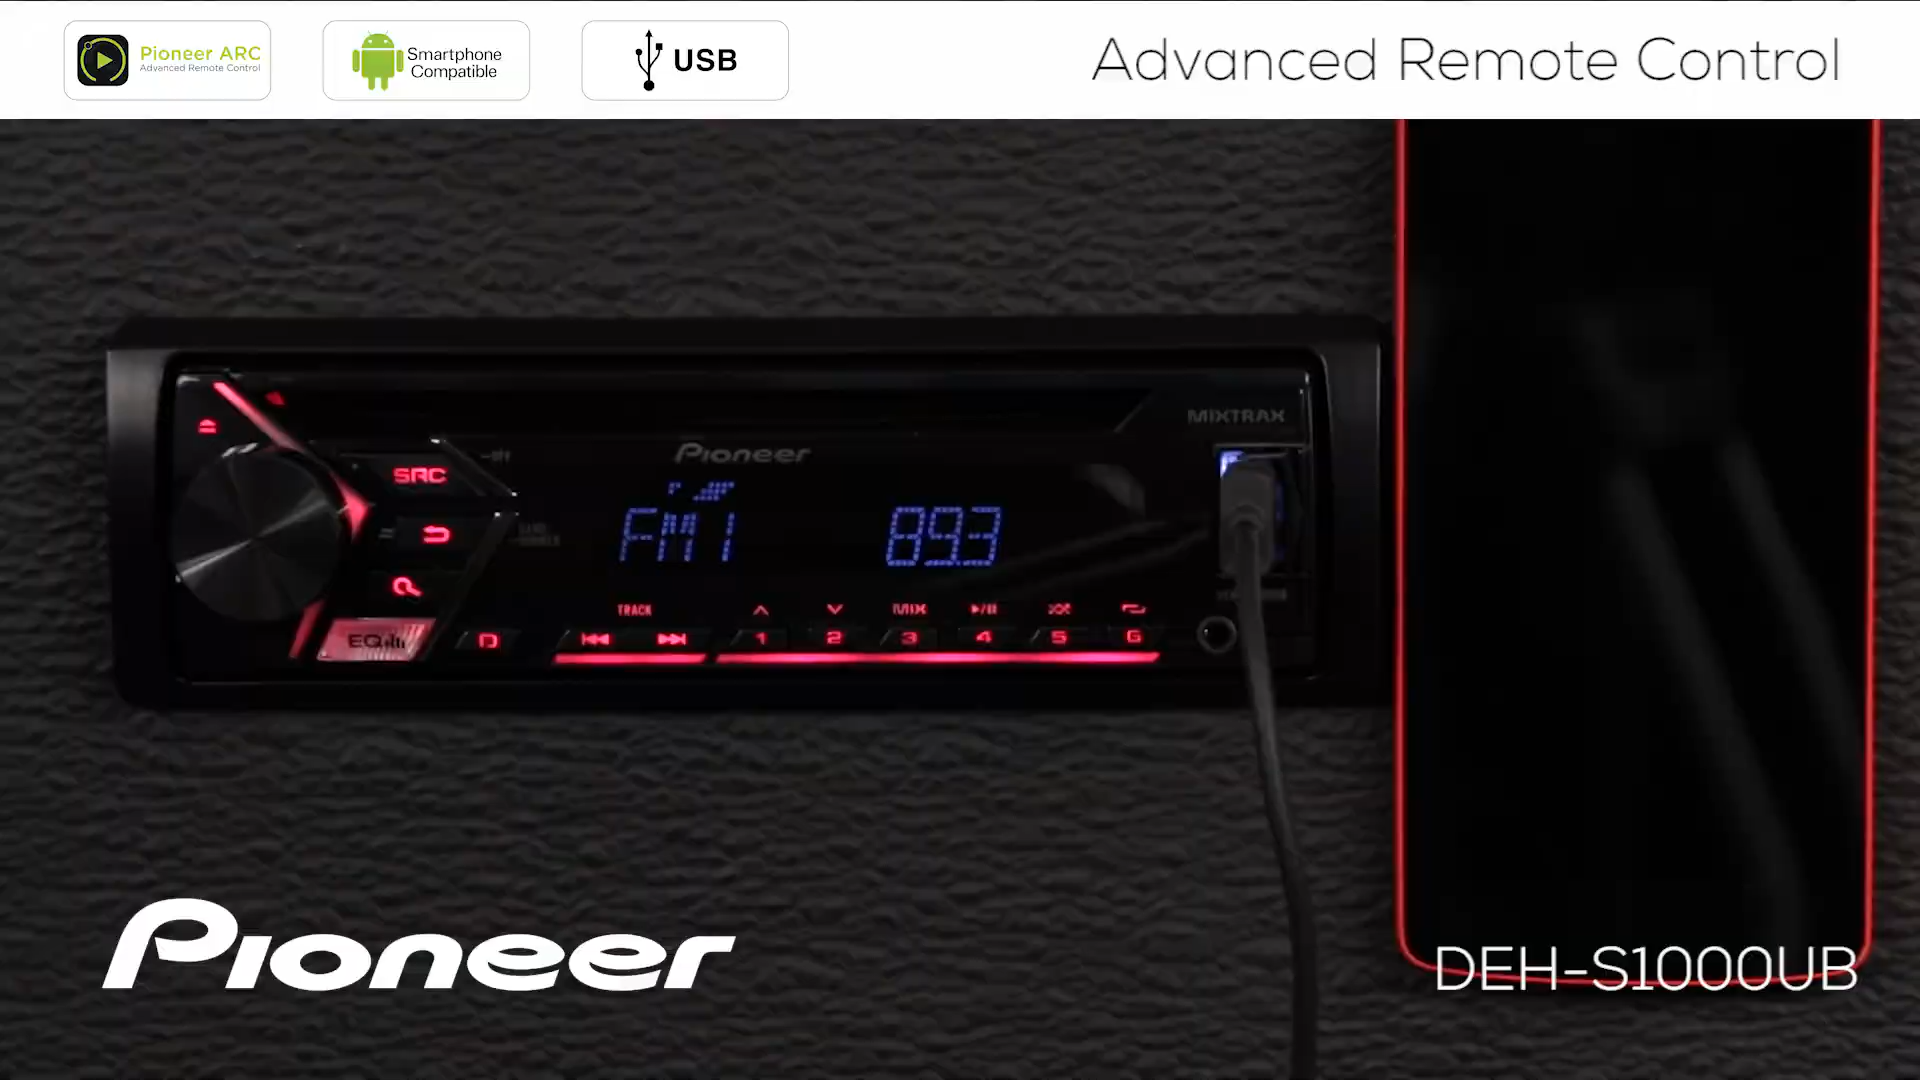 Pioneer ARC
Advanced Remote Control
Smartphone
Compatible
USB
Advanced Remote Control
MIXTRAX
Pioneer
SRC
FM1 89.3
TRACK
MIX
EQ
D
1 2 3 4 5 6
Pioneer
DEH-S1000UB